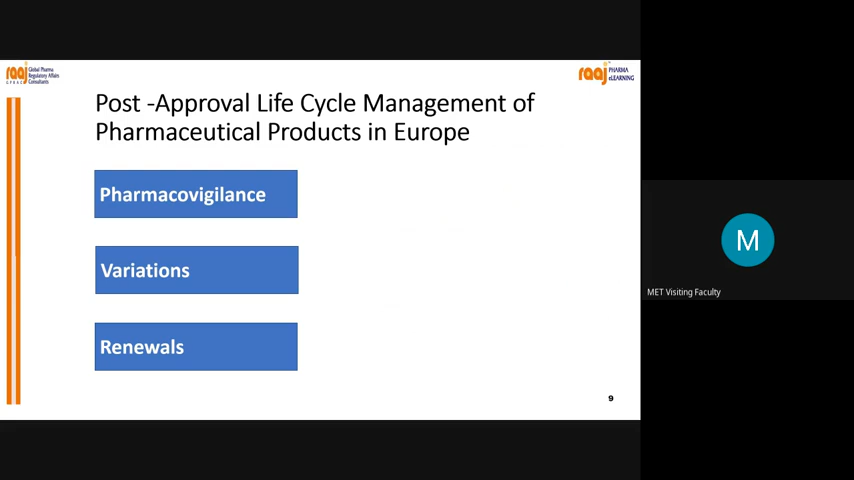 raaj
Global Pharma
Regulatory Affairs
Consultants
raaj PHARMA
eLEARNING
Post -Approval Life Cycle Management of
Pharmaceutical Products in Europe
Pharmacovigilance
Variations
Renewals
9
M
MET Visiting Faculty